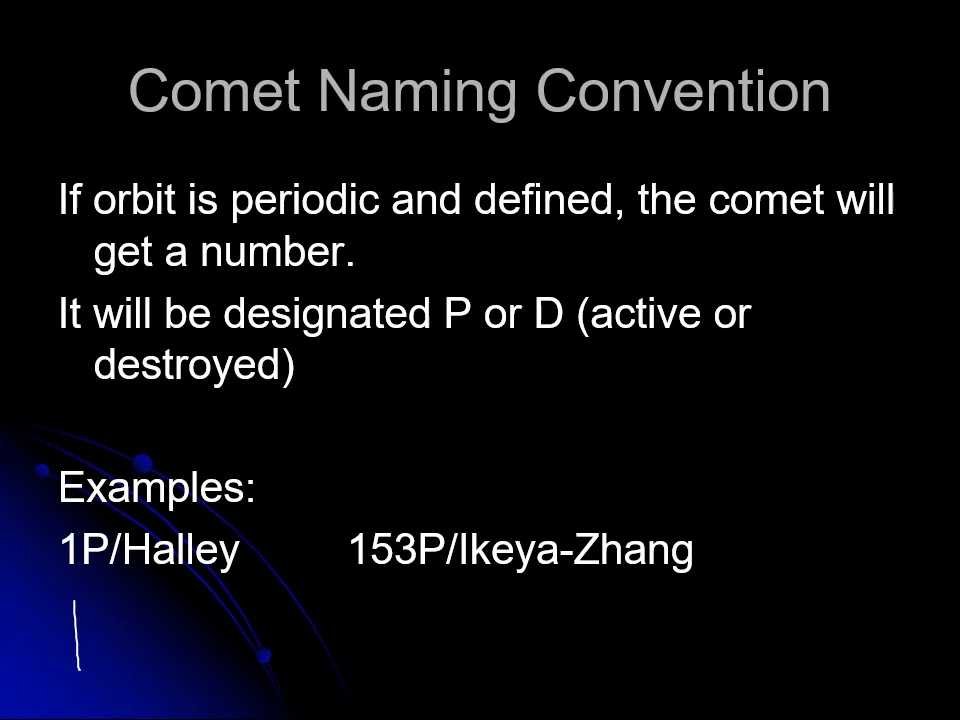 Comet Naming Convention
If orbit is periodic and defined, the comet will
get a number.
It will be designated P or D (active or
destroyed)
Examples:
1P/Halley 153P/Ikeya-Zhang